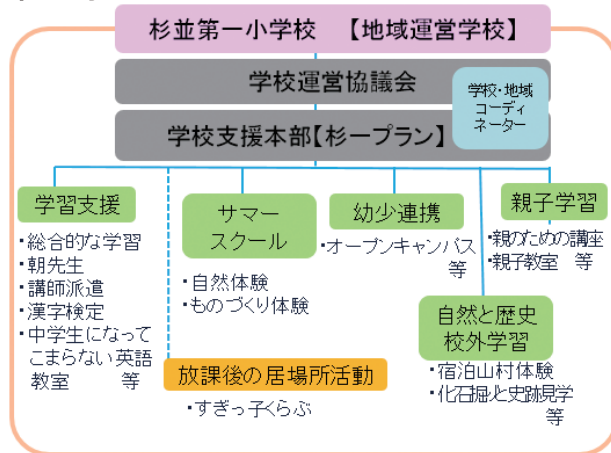 杉並第一小学校　【地域運営学校】
学校運営協議会
学校・地域
コーディ
ネーター
学校支援本部【杉一プラン】
学習支援
・総合的な学習
・朝先生
・講師派遣
・漢字検定
・中学生になって
こまらない英語
教室　　等
サマー
スクール
・自然体験
・ものづくり体験
幼少連携
・オープンキャンパス
等
親子学習
・親のための講座
・親子教室　等
自然と歴史
校外学習
・宿泊山村体験
・化石掘りと史跡見学
等
放課後の居場所活動
・すぎっ子くらぶ